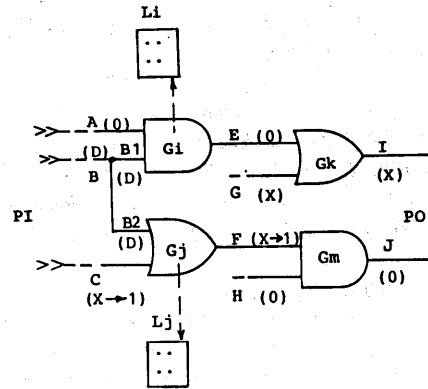 Li
A (0)
E (0)
(D) B1
Gi
Gk
I
B (D)
G (X)
(X)
PI
PO
B2
(D)
F (X→1)
J
Gj
Gm
C
H (0)
(0)
(X→1)
Lj